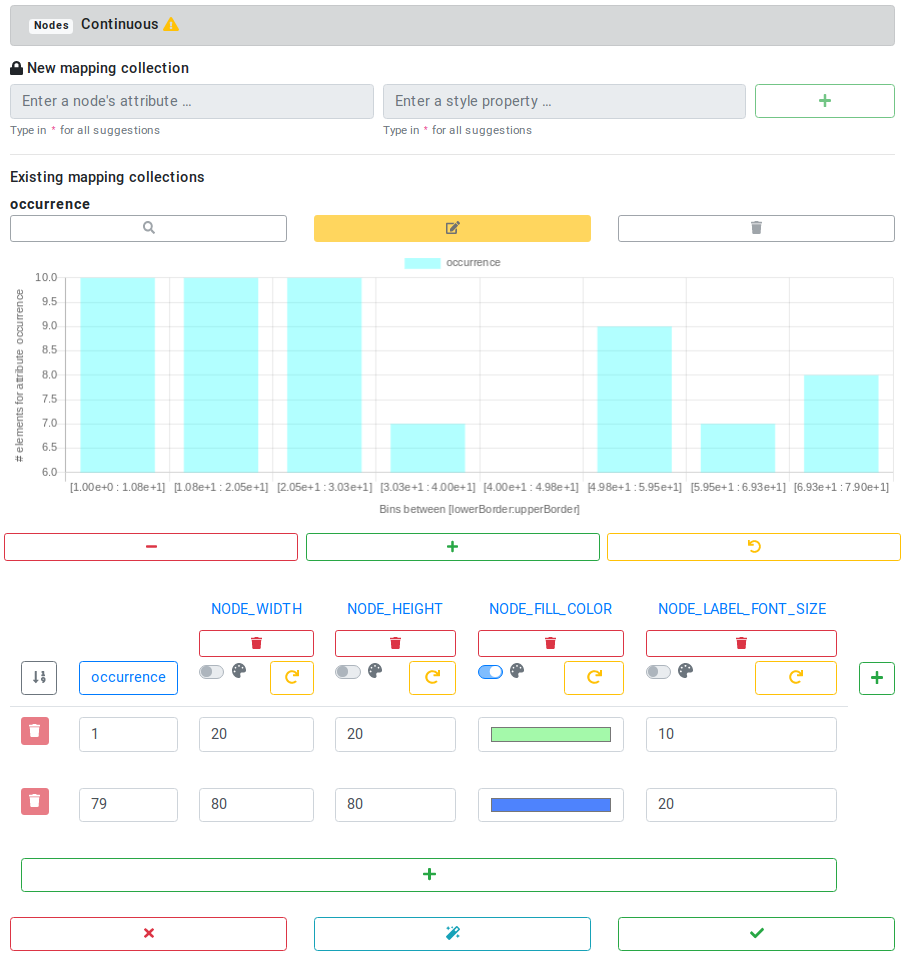 Nodes Continuous
New mapping collection
Enter a node's attribute ... Enter a style property ...
Type in * for all suggestions Type in * for all suggestions
Existing mapping collections
occurrence
occurrence
# elements for attribute occurrence
10.0
9.5
9.0
8.5
8.0
7.5
7.0
6.5
6.0
[1.00e+0 : 1.08e+1] [1.08e+1 : 2.05e+1] [2.05e+1 : 3.03e+1] [3.03e+1 : 4.00e+1] [4.00e+1 : 4.98e+1] [4.98e+1 : 5.95e+1] [5.95e+1 : 6.93e+1] [6.93e+1 : 7.90e+1]
Bins between [lowerBorder:upperBorder]
NODE_WIDTH NODE_HEIGHT NODE_FILL_COLOR NODE_LABEL_FONT_SIZE
occurrence
1 20 20 10
79 80 80 20